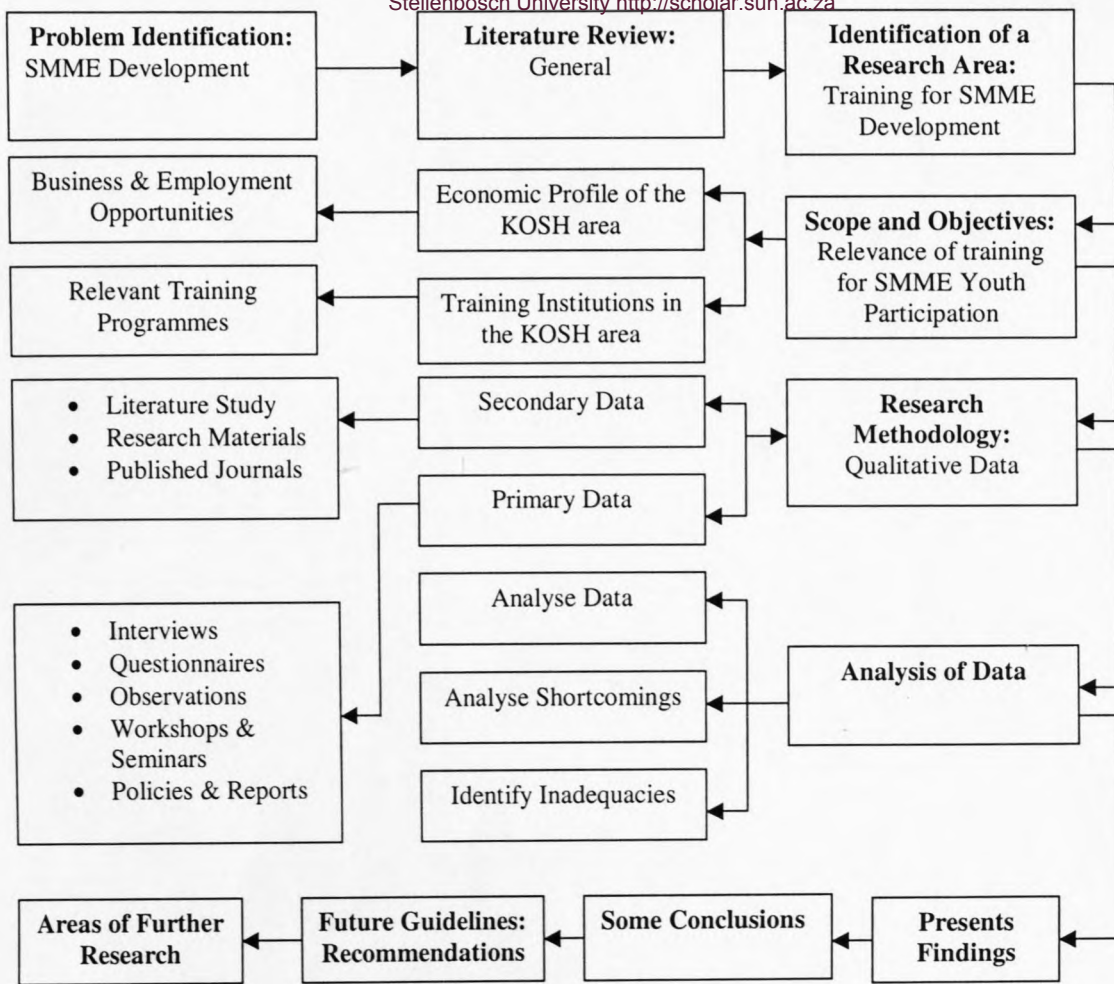 Stellenbosch University http://scholar.sun.ac.za
Problem Identification:
SMME Development
Literature Review:
General
Identification of a
Research Area:
Training for SMME
Development
Business & Employment
Opportunities
Economic Profile of the
KOSH area
Scope and Objectives:
Relevance of training
for SMME Youth
Participation
Relevant Training
Programmes
Training Institutions in
the KOSH area
• Literature Study
• Research Materials
• Published Journals
Secondary Data
Research
Methodology:
Qualitative Data
Primary Data
• Interviews
• Questionnaires
• Observations
• Workshops &
Seminars
• Policies & Reports
Analyse Data
Analyse Shortcomings
Identify Inadequacies
Analysis of Data
Areas of Further
Research
Future Guidelines:
Recommendations
Some Conclusions
Presents
Findings